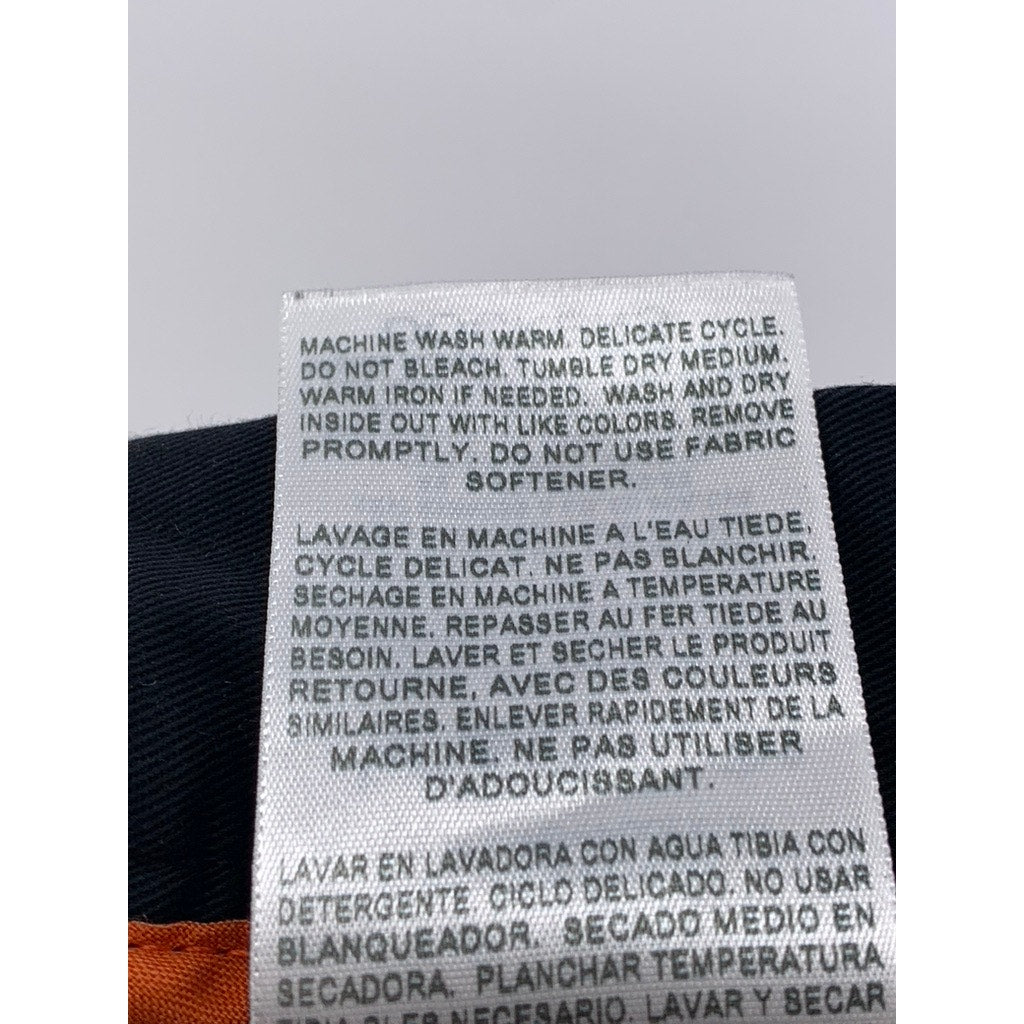 MACHINE WASH WARM. DELICATE CYCLE.
DO NOT BLEACH. TUMBLE DRY MEDIUM.
WARM IRON IF NEEDED. WASH AND DRY
INSIDE OUT WITH LIKE COLORS. REMOVE
PROMPTLY. DO NOT USE FABRIC
SOFTENER.
LAVAGE EN MACHINE A L'EAU TIEDE,
CYCLE DELICAT. NE PAS BLANCHIR.
SECHAGE EN MACHINE A TEMPERATURE
MOYENNE. REPASSER AU FER TIEDE AU
BESOIN. LAVER ET SECHER LE PRODUIT
RETOURNE, AVEC DES COULEURS
SIMILAIRES. ENLEVER RAPIDEMENT DE LA
MACHINE. NE PAS UTILISER
D'ADOUCISSANT.
LAVAR EN LAVADORA CON AGUA TIBIA CON
DETERGENTE CICLO DELICADO. NO USAR
BLANQUEADOR. SECADO MEDIO EN
SECADORA. PLANCHAR TEMPERATURA
TIBIA ES NECESARIO. LAVAR Y SECAR